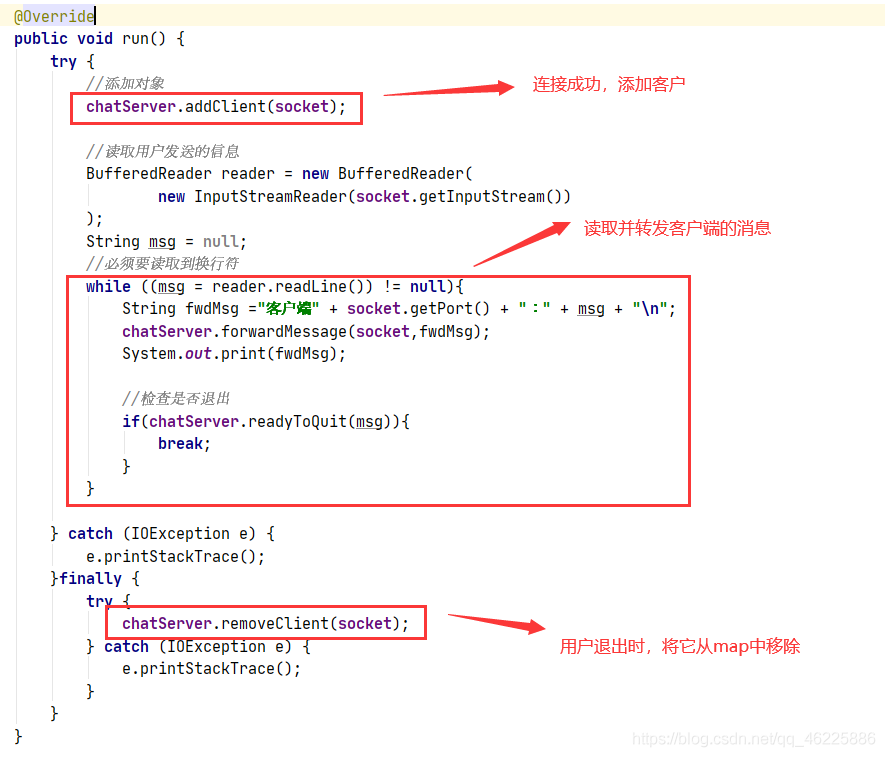 @Override
public void run() {
try {
//添加对象
chatServer.addClient(socket);
连接成功，添加客户
//读取用户发送的信息
BufferedReader reader = new BufferedReader(
new InputStreamReader(socket.getInputStream())
);
String msg = null;
读取并转发客户端的消息
//必须要读取到换行符
while ((msg = reader.readLine()) != null){
String fwdMsg ="客户端" + socket.getPort() + "：" + msg + "\n";
chatServer.forwardMessage(socket,fwdMsg);
System.out.print(fwdMsg);
//检查是否退出
if(chatServer.readyToQuit(msg)){
break;
}
}
} catch (IOException e) {
e.printStackTrace();
}finally {
try {
chatServer.removeClient(socket);
用户退出时，将它从map中移除
} catch (IOException e) {
e.printStackTrace();
}
}
}
https://blog.csdn.net/qq_46225886